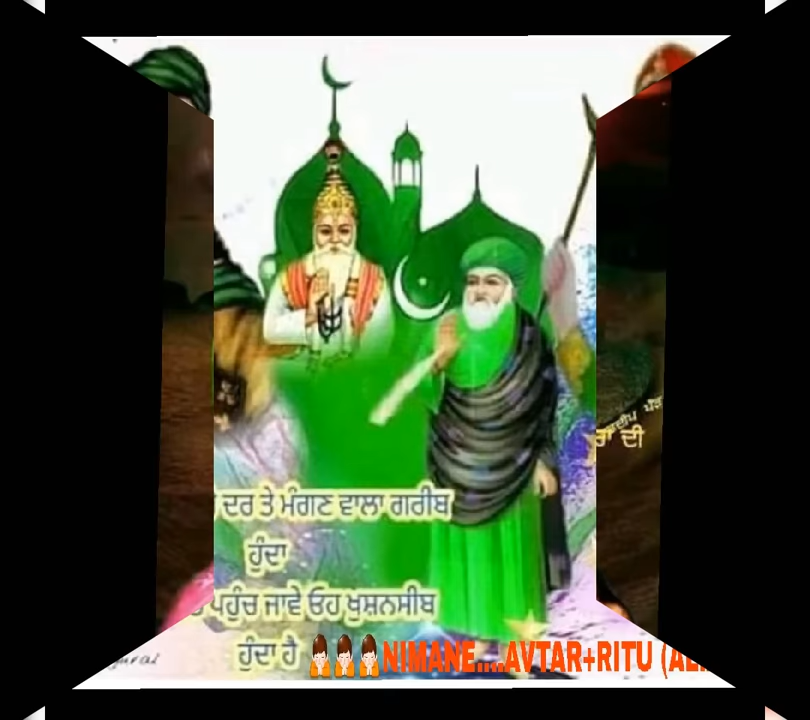 ਦਰ ਤੇ ਮੰਗਣ ਵਾਲਾ ਗਰੀਬ
ਹੁੰਦਾ
ਪਹੁੰਚ ਜਾਵੇ ਓਹ ਖੁਸ਼ਨਸੀਬ
ਹੁੰਦਾ ਹੈ 🙏🙏🙏NIMANE....AVTAR+RITU
ਦੀ